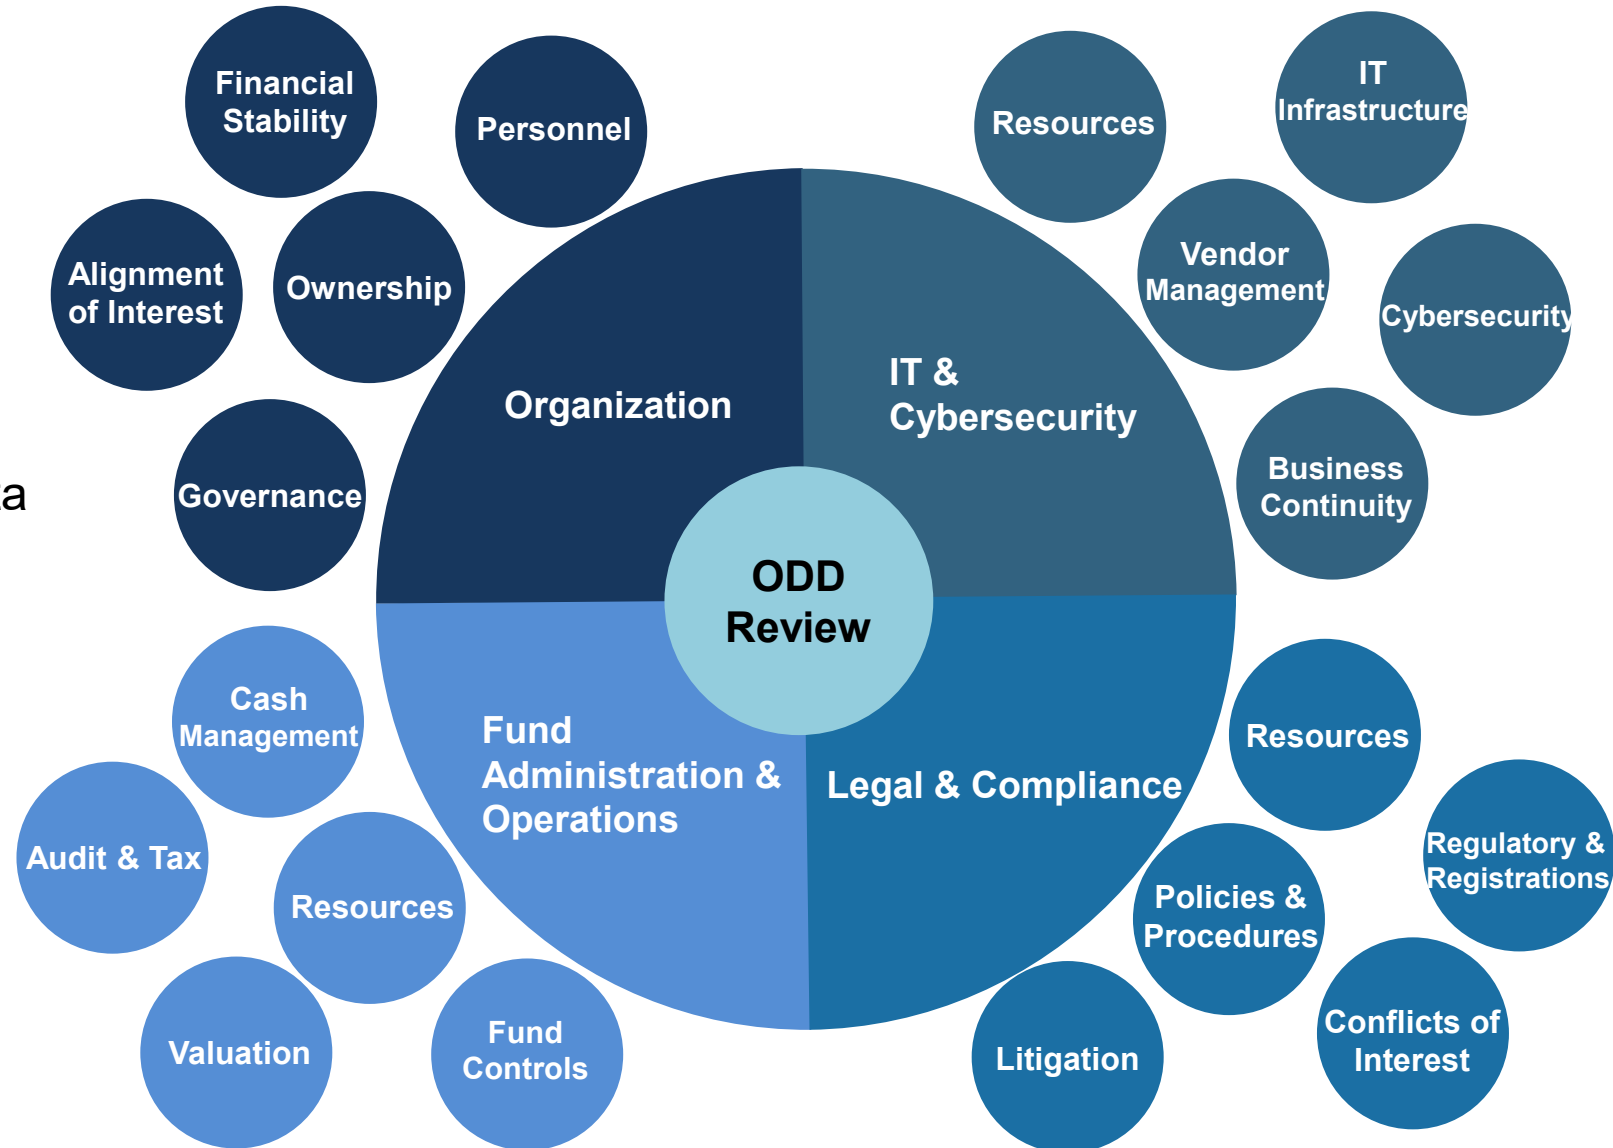 Financial
Stability
Personnel
Alignment
of Interest
Ownership
Governance
Organization
Resources
IT
Infrastructure
Vendor
Management
Cybersecurity
Business
Continuity
IT &
Cybersecurity
ta
ODD
Review
Cash
Management
Audit & Tax
Resources
Valuation
Fund
Controls
Fund
Administration &
Operations
Legal & Compliance
Resources
Regulatory &
Registrations
Policies &
Procedures
Conflicts of
Interest
Litigation